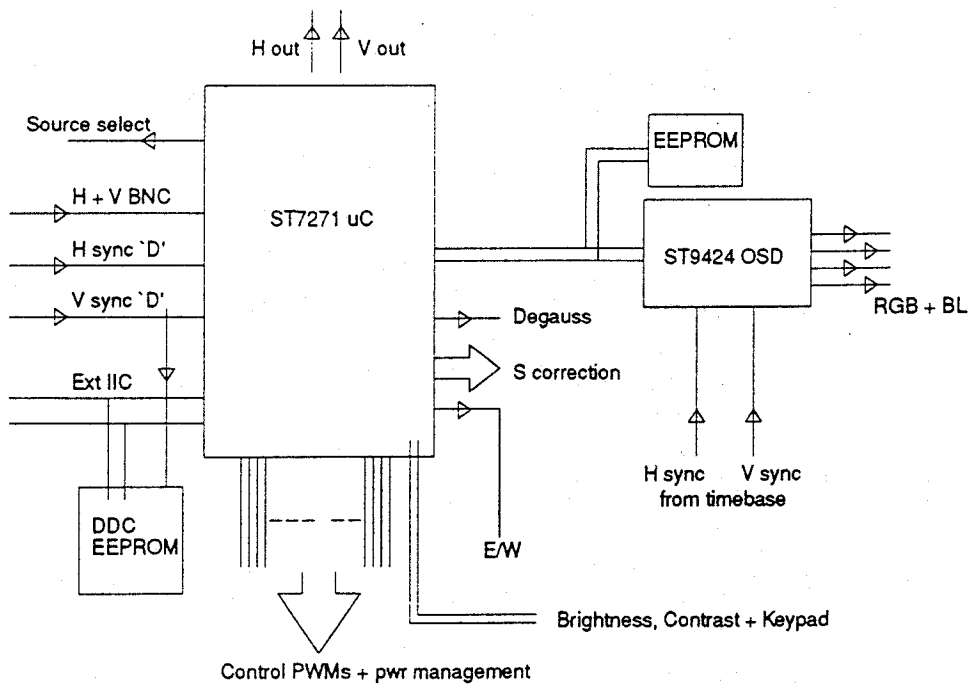 H out
V out
Source select
EEPROM
H + V BNC
ST7271 uC
H sync `D'
ST9424 OSD
V sync `D'
RGB + BL
Degauss
Ext IIC
S correction
H sync
V sync
from timebase
DDC
EEPROM
E/W
Brightness, Contrast + Keypad
Control PWMs + pwr management